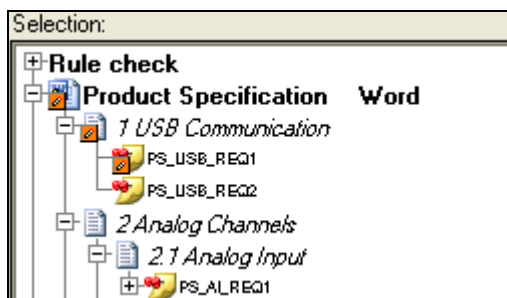 Selection:
Rule check
Product Specification Word
1 USB Communication
PS_USB_REQ1
PS_USB_REQ2
2 Analog Channels
2.1 Analog Input
PS_AI_REQ1